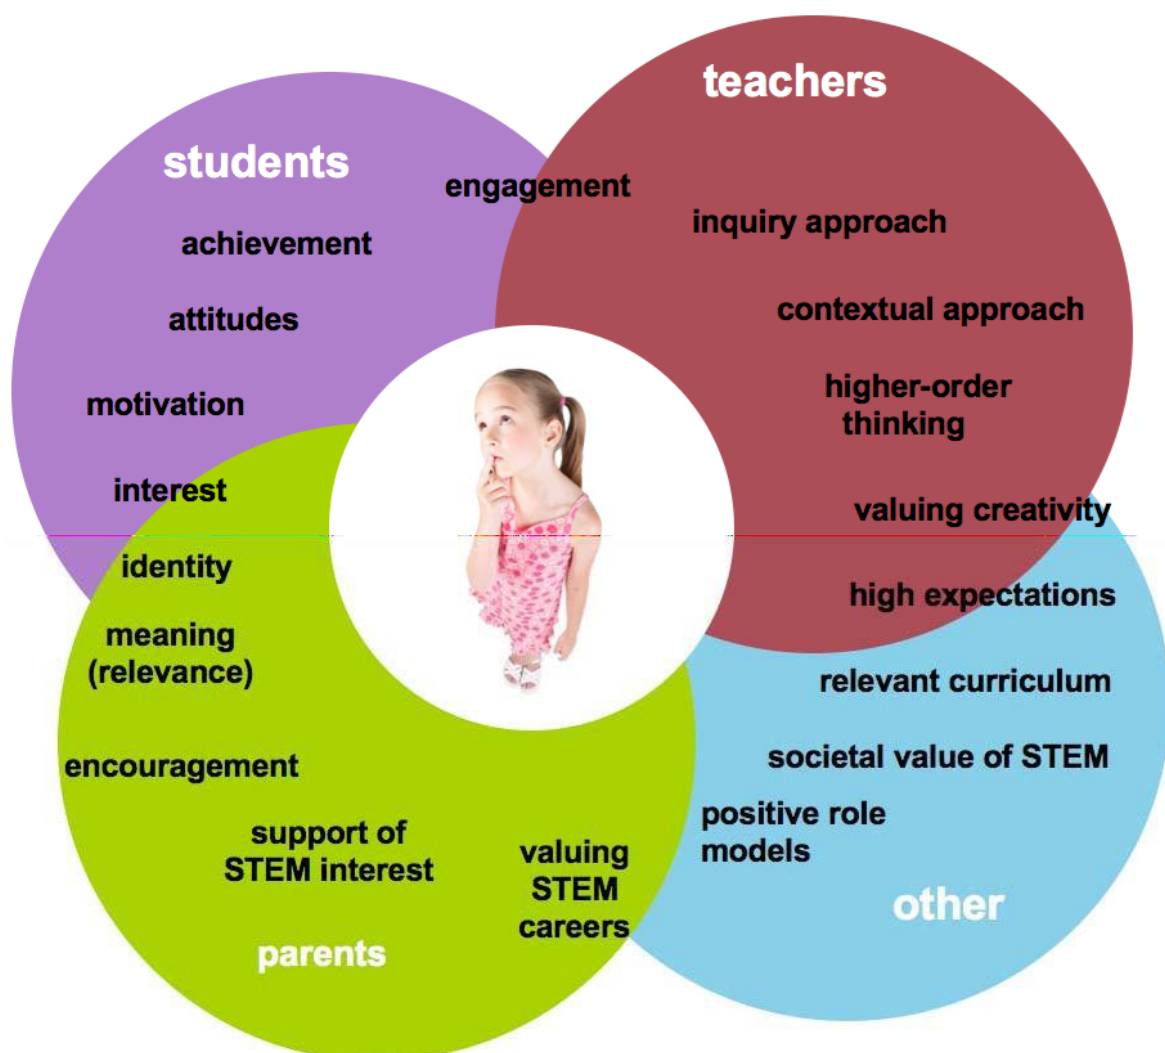 teachers
students
engagement
inquiry approach
achievement
contextual approach
attitudes
higher-order
thinking
motivation
interest
valuing creativity
identity
high expectations
meaning
(relevance)
relevant curriculum
encouragement
societal value of STEM
positive role
models
support of
STEM interest
valuing
STEM
careers
other
parents